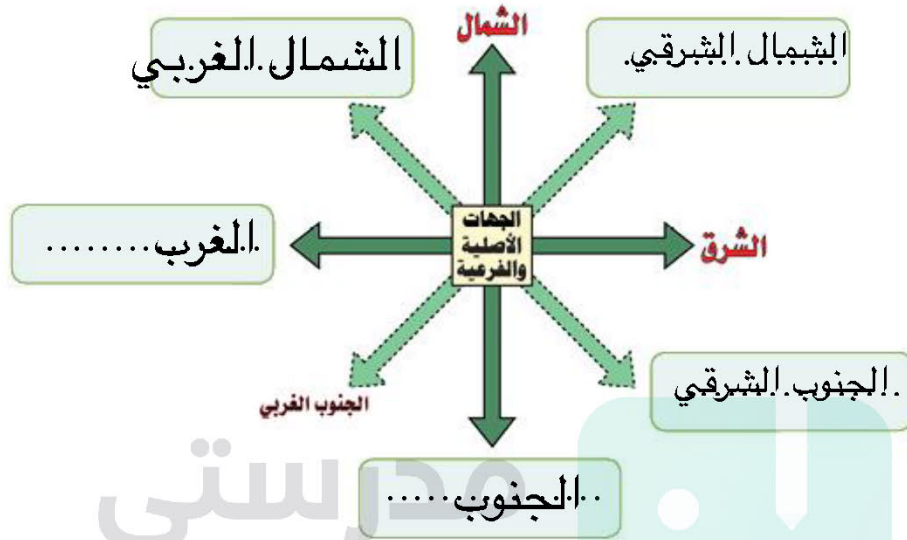 الشمال
الشمال الشرقي.
الشمال. الغربي
الشرق
الجهات
الأصلية
والفرعية
الغرب........
الجنوب الشرقي.
الجنوب الغربي
..الجنوب.....
مدرستي